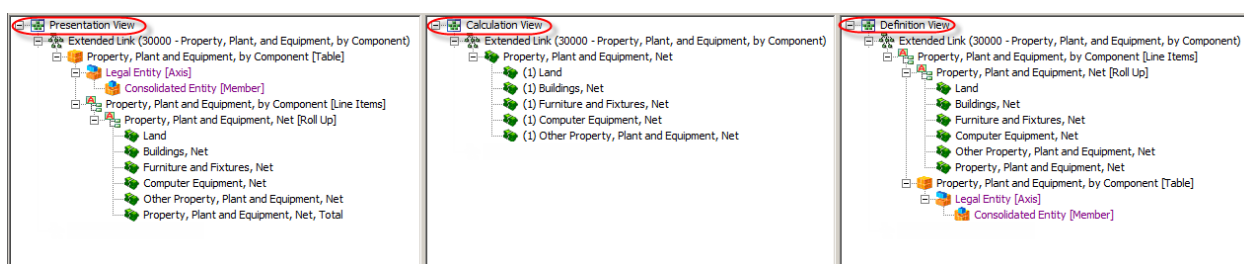 Presentation View
Extended Link (30000 - Property, Plant, and Equipment, by Component)
Property, Plant and Equipment, by Component [Table]
Legal Entity [Axis]
Consolidated Entity [Member]
Property, Plant and Equipment, by Component [Line Items]
Property, Plant and Equipment, Net [Roll Up]
Land
Buildings, Net
Furniture and Fixtures, Net
Computer Equipment, Net
Other Property, Plant and Equipment, Net
Property, Plant and Equipment, Net, Total
Calculation View
Extended Link (30000 - Property, Plant, and Equipment, by Component)
Property, Plant and Equipment, Net
(1) Land
(1) Buildings, Net
(1) Furniture and Fixtures, Net
(1) Computer Equipment, Net
(1) Other Property, Plant and Equipment, Net
Definition View
Extended Link (30000 - Property, Plant, and Equipment, by Component)
Property, Plant and Equipment, by Component [Line Items]
Property, Plant and Equipment, Net [Roll Up]
Land
Buildings, Net
Furniture and Fixtures, Net
Computer Equipment, Net
Other Property, Plant and Equipment, Net
Property, Plant and Equipment, Net
Property, Plant and Equipment, by Component [Table]
Legal Entity [Axis]
Consolidated Entity [Member]